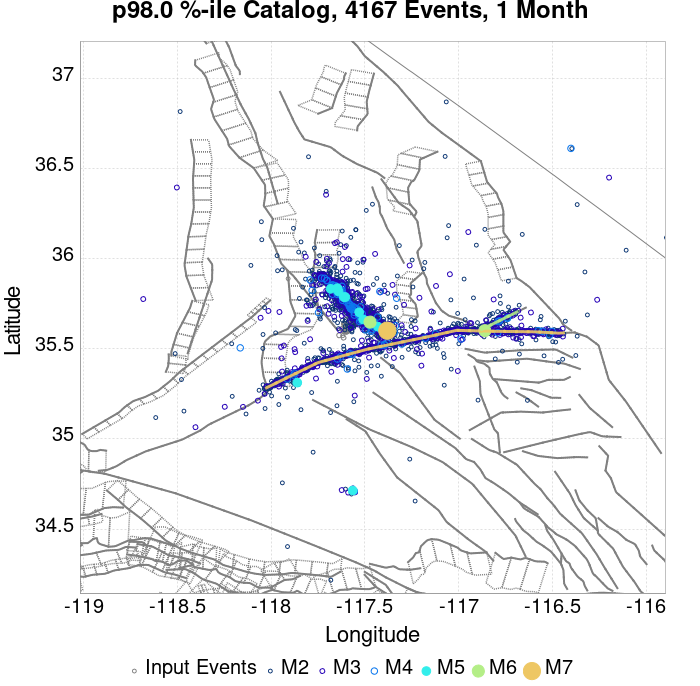 p98.0 %-ile Catalog, 4167 Events, 1 Month
37
36.5
36
35.5
35
34.5
Latitude
-119 -118.5 -118 -117.5 -117 -116.5 -116
Longitude
Input Events M2 M3 M4 M5 M6 M7